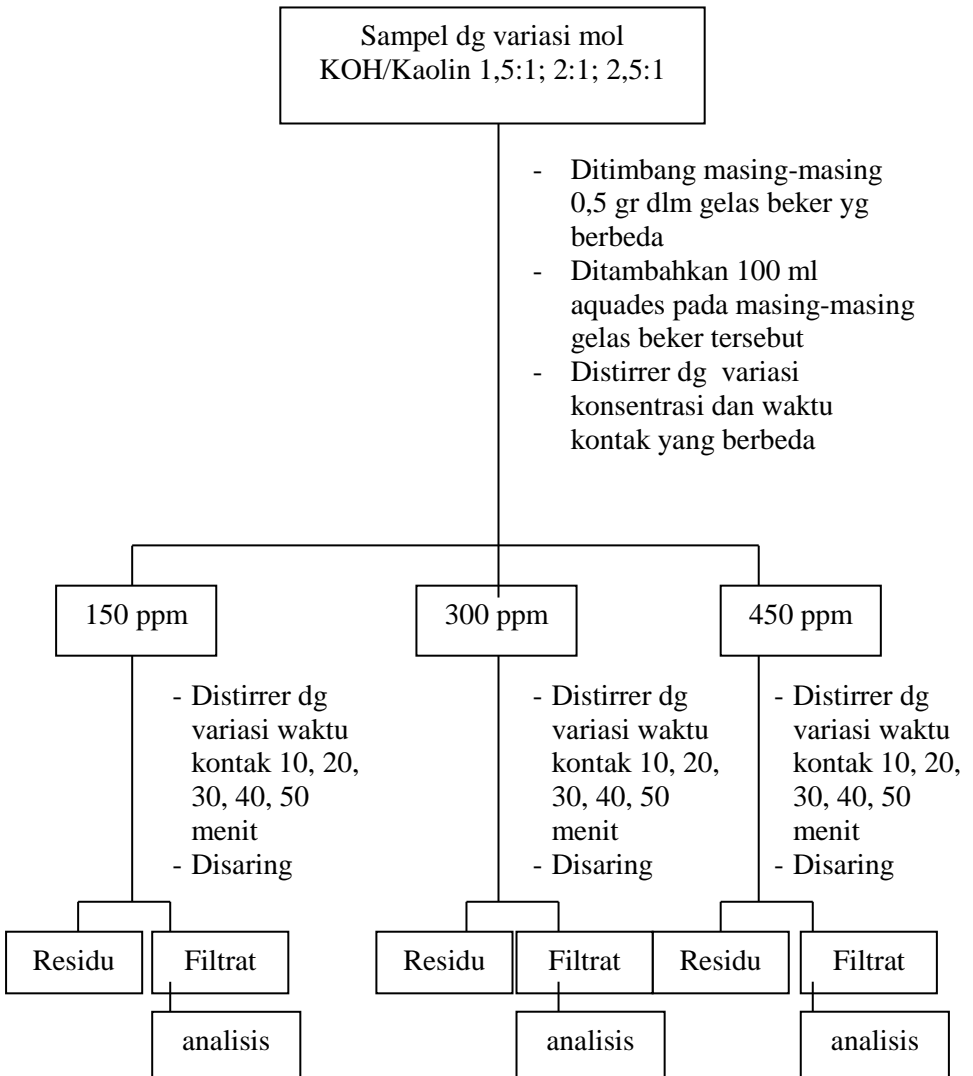 Sampel dg variasi mol
KOH/Kaolin 1,5:1; 2:1; 2,5:1
- Ditimbang masing-masing
0,5 gr dlm gelas beker yg
berbeda
- Ditambahkan 100 ml
aquades pada masing-masing
gelas beker tersebut
- Distirrer dg variasi
konsentrasi dan waktu
kontak yang berbeda
150 ppm
300 ppm
450 ppm
- Distirrer dg
variasi waktu
kontak 10, 20,
30, 40, 50
menit
- Disaring
- Distirrer dg
variasi waktu
kontak 10, 20,
30, 40, 50
menit
- Disaring
- Distirrer dg
variasi waktu
kontak 10, 20,
30, 40, 50
menit
- Disaring
Residu
Filtrat
Residu
Filtrat
Residu
Filtrat
analisis
analisis
analisis